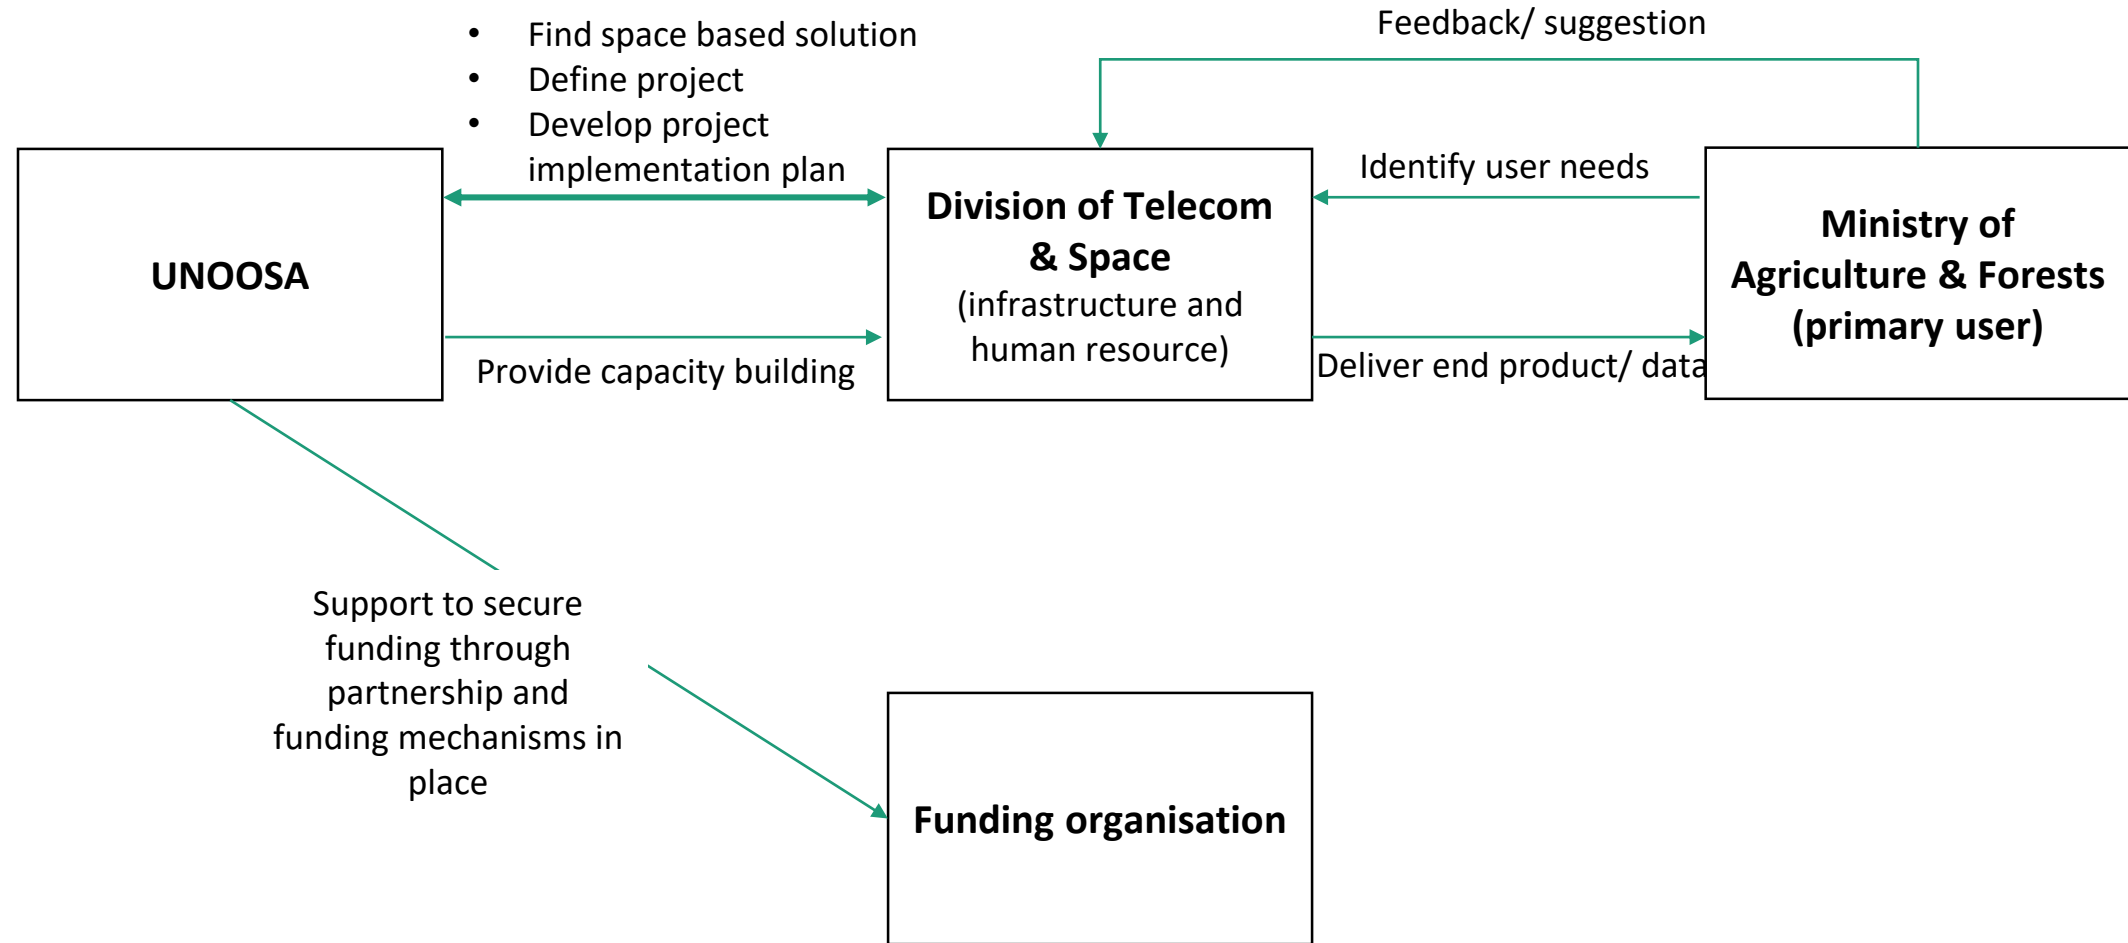 • Find space based solution
• Define project
• Develop project
implementation plan
Feedback/ suggestion
UNOOSA
Division of Telecom
& Space
(infrastructure and
human resource)
Identify user needs
Ministry of
Agriculture & Forests
(primary user)
Provide capacity building
Deliver end product/ data
Support to secure
funding through
partnership and
funding mechanisms in
place
Funding organisation